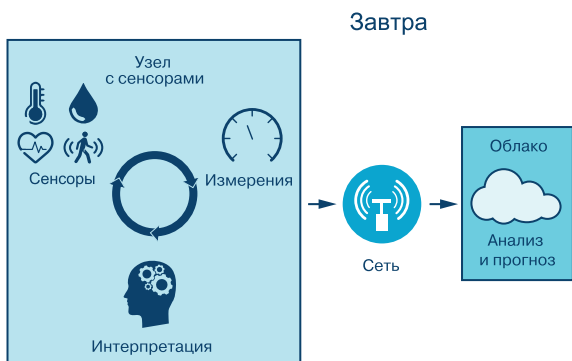 Завтра
Узел
с сенсорами
Сенсоры
Измерения
Интерпретация
Сеть
Облако
Анализ
и прогноз